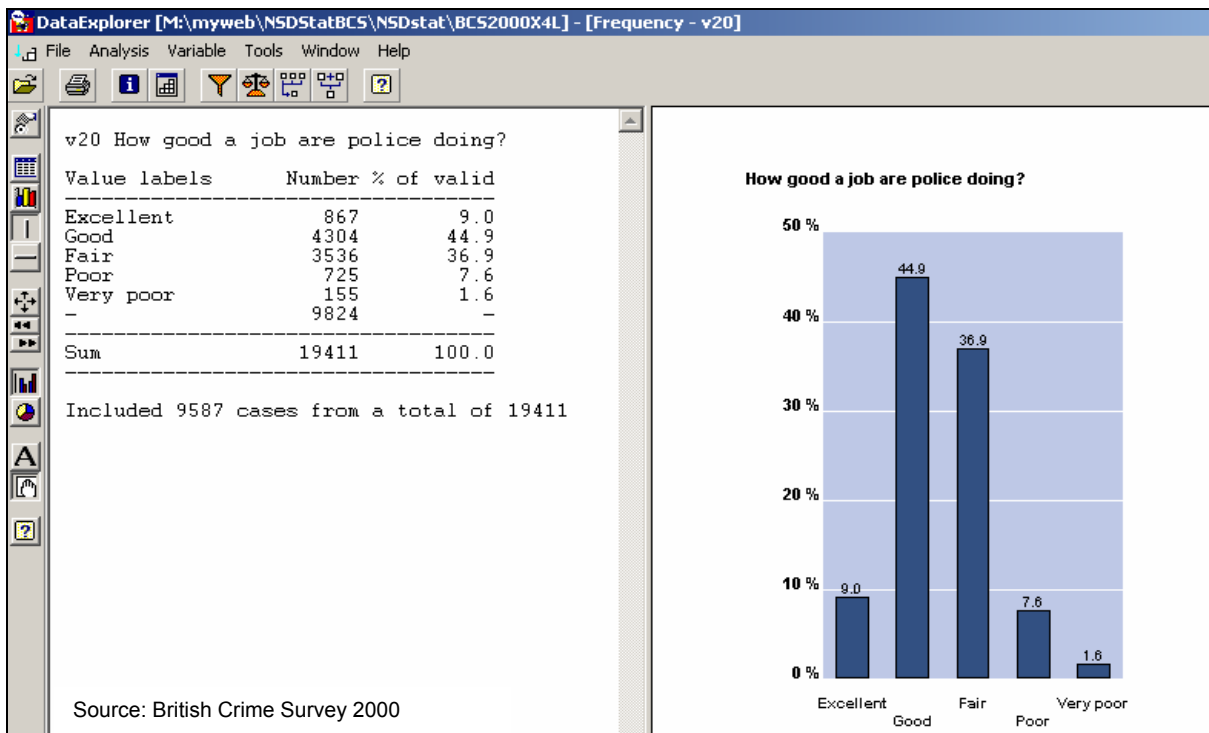 DataExplorer [M:\myweb\NSDStatBCS\NSDstat\BCS2000X4L] - [Frequency - v20]
File Analysis Variable Tools Window Help
v20 How good a job are police doing?
Value labels Number % of valid
Excellent 867 9.0
Good 4304 44.9
Fair 3536 36.9
Poor 725 7.6
Very poor 155 1.6
- 9824 -
Sum 19411 100.0
Included 9587 cases from a total of 19411
A
Source: British Crime Survey 2000
How good a job are police doing?
50 %
44.9
40 %
36.9
30 %
20 %
10 %
9.0
7.6
1.6
0 %
Excellent Fair Very poor
Good Poor